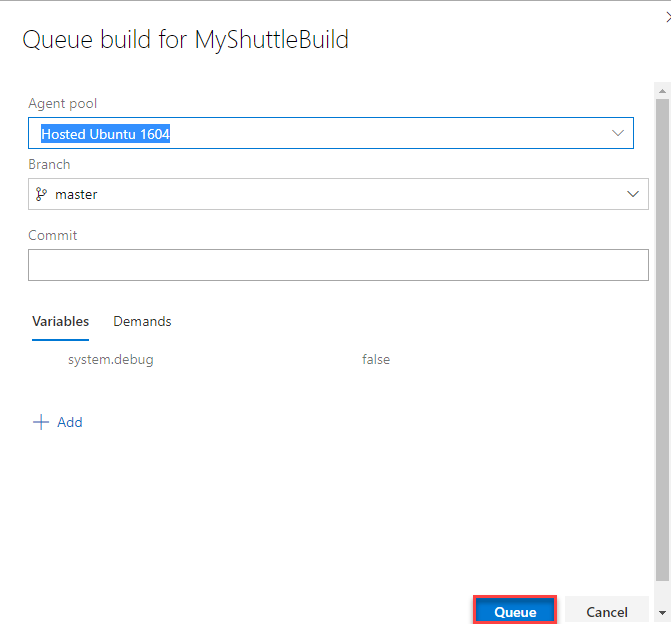 Queue build for MyShuttleBuild
Agent pool
Hosted Ubuntu 1604
Branch
master
Commit
Variables Demands
system.debug false
Add
Queue Cancel